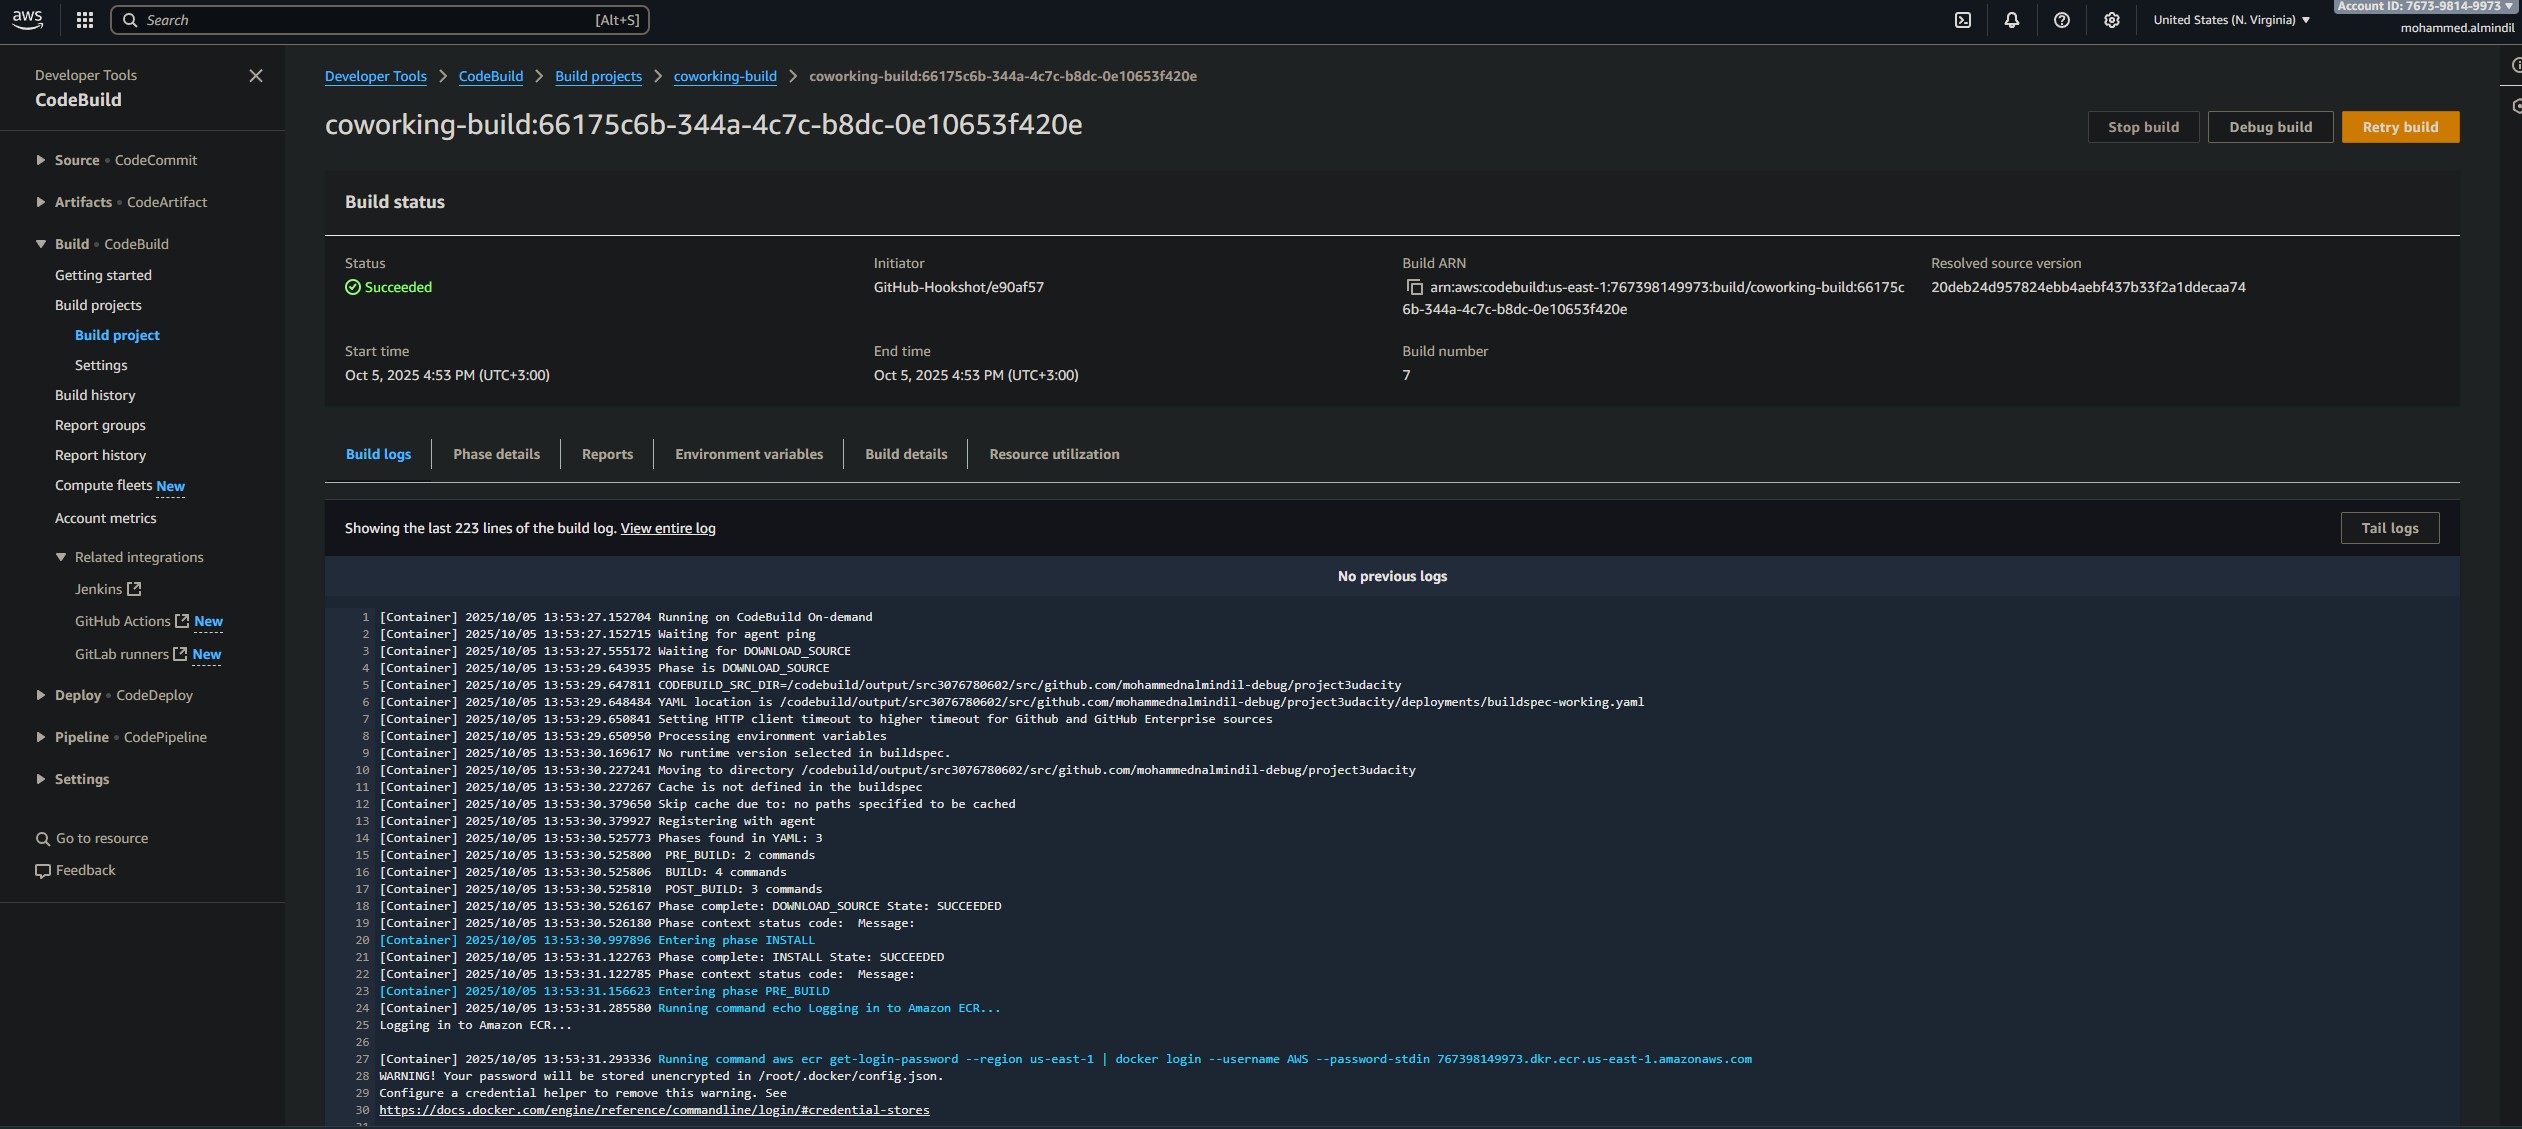 aws
Search
[Alt+S]
United States (N. Virginia)
Account ID: 7673-9814-9973
mohammed.almindil
Developer Tools
CodeBuild
Source • CodeCommit
Artifacts • CodeArtifact
Build • CodeBuild
Getting started
Build projects
Build project
Settings
Build history
Report groups
Report history
Compute fleets New
Account metrics
Related integrations
Jenkins
GitHub Actions New
GitLab runners New
Deploy • CodeDeploy
Pipeline • CodePipeline
Settings
Go to resource
Feedback
Developer Tools > CodeBuild > Build projects > coworking-build > coworking-build:66175c6b-344a-4c7c-b8dc-0e10653f420e
coworking-build:66175c6b-344a-4c7c-b8dc-0e10653f420e
Stop build
Debug build
Retry build
Build status
Status
Succeeded
Initiator
GitHub-Hookshot/e90af57
Build ARN
arn:aws:codebuild:us-east-1:767398149973:build/coworking-build:66175c
6b-344a-4c7c-b8dc-0e10653f420e
Resolved source version
20deb24d957824ebb4aebf437b33f2a1ddecaa74
Start time
Oct 5, 2025 4:53 PM (UTC+3:00)
End time
Oct 5, 2025 4:53 PM (UTC+3:00)
Build number
7
Build logs
Phase details
Reports
Environment variables
Build details
Resource utilization
Showing the last 223 lines of the build log. View entire log
Tail logs
No previous logs
1 [Container] 2025/10/05 13:53:27.152704 Running on CodeBuild On-demand
2 [Container] 2025/10/05 13:53:27.152715 Waiting for agent ping
3 [Container] 2025/10/05 13:53:27.555172 Waiting for DOWNLOAD_SOURCE
4 [Container] 2025/10/05 13:53:29.643935 Phase is DOWNLOAD_SOURCE
5 [Container] 2025/10/05 13:53:29.647811 CODEBUILD_SRC_DIR=/codebuild/output/src3076780602/src/github.com/mohammednalmindil-debug/project3udacity
6 [Container] 2025/10/05 13:53:29.648484 YAML location is /codebuild/output/src3076780602/src/github.com/mohammednalmindil-debug/project3udacity/deployments/buildspec-working.yaml
7 [Container] 2025/10/05 13:53:29.650841 Setting HTTP client timeout to higher timeout for Github and GitHub Enterprise sources
8 [Container] 2025/10/05 13:53:29.650950 Processing environment variables
9 [Container] 2025/10/05 13:53:30.169617 No runtime version selected in buildspec.
10 [Container] 2025/10/05 13:53:30.227241 Moving to directory /codebuild/output/src3076780602/src/github.com/mohammednalmindil-debug/project3udacity
11 [Container] 2025/10/05 13:53:30.227267 Cache is not defined in the buildspec
12 [Container] 2025/10/05 13:53:30.379650 Skip cache due to: no paths specified to be cached
13 [Container] 2025/10/05 13:53:30.379927 Registering with agent
14 [Container] 2025/10/05 13:53:30.525773 Phases found in YAML: 3
15 [Container] 2025/10/05 13:53:30.525800 PRE_BUILD: 2 commands
16 [Container] 2025/10/05 13:53:30.525806 BUILD: 4 commands
17 [Container] 2025/10/05 13:53:30.525810 POST_BUILD: 3 commands
18 [Container] 2025/10/05 13:53:30.526167 Phase complete: DOWNLOAD_SOURCE State: SUCCEEDED
19 [Container] 2025/10/05 13:53:30.526180 Phase context status code: Message:
20 [Container] 2025/10/05 13:53:30.997896 Entering phase INSTALL
21 [Container] 2025/10/05 13:53:31.122763 Phase complete: INSTALL State: SUCCEEDED
22 [Container] 2025/10/05 13:53:31.122785 Phase context status code: Message:
23 [Container] 2025/10/05 13:53:31.156623 Entering phase PRE_BUILD
24 [Container] 2025/10/05 13:53:31.285580 Running command echo Logging in to Amazon ECR...
25 Logging in to Amazon ECR...
26
27 [Container] 2025/10/05 13:53:31.293336 Running command aws ecr get-login-password --region us-east-1 | docker login --username AWS --password-stdin 767398149973.dkr.ecr.us-east-1.amazonaws.com
28 WARNING! Your password will be stored unencrypted in /root/.docker/config.json.
29 Configure a credential helper to remove this warning. See
30 https://docs.docker.com/engine/reference/commandline/login/#credential-stores